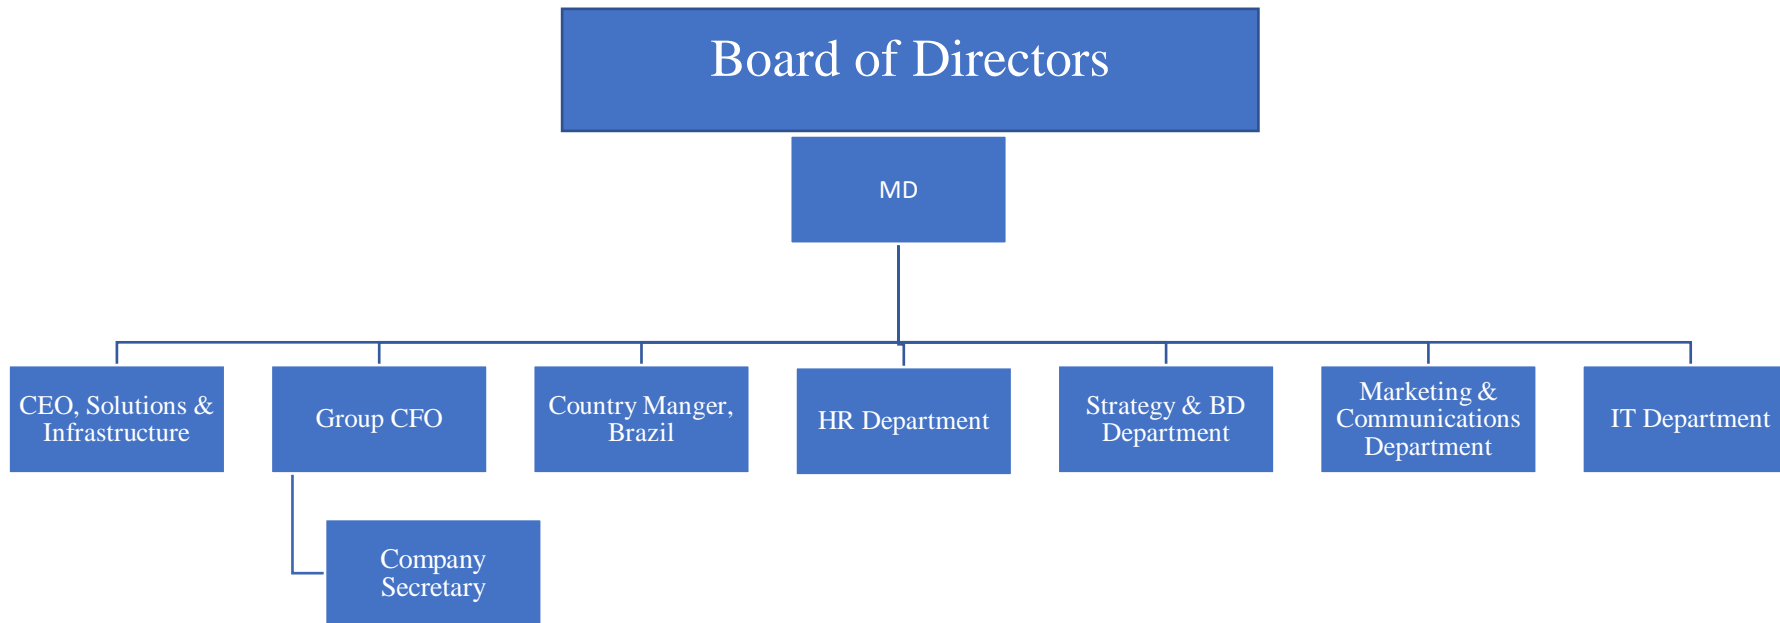 Board of Directors
MD
CEO, Solutions &
Infrastructure
Group CFO
Country Manger,
Brazil
HR Department
Strategy & BD
Department
Marketing &
Communications
Department
IT Department
Company
Secretary